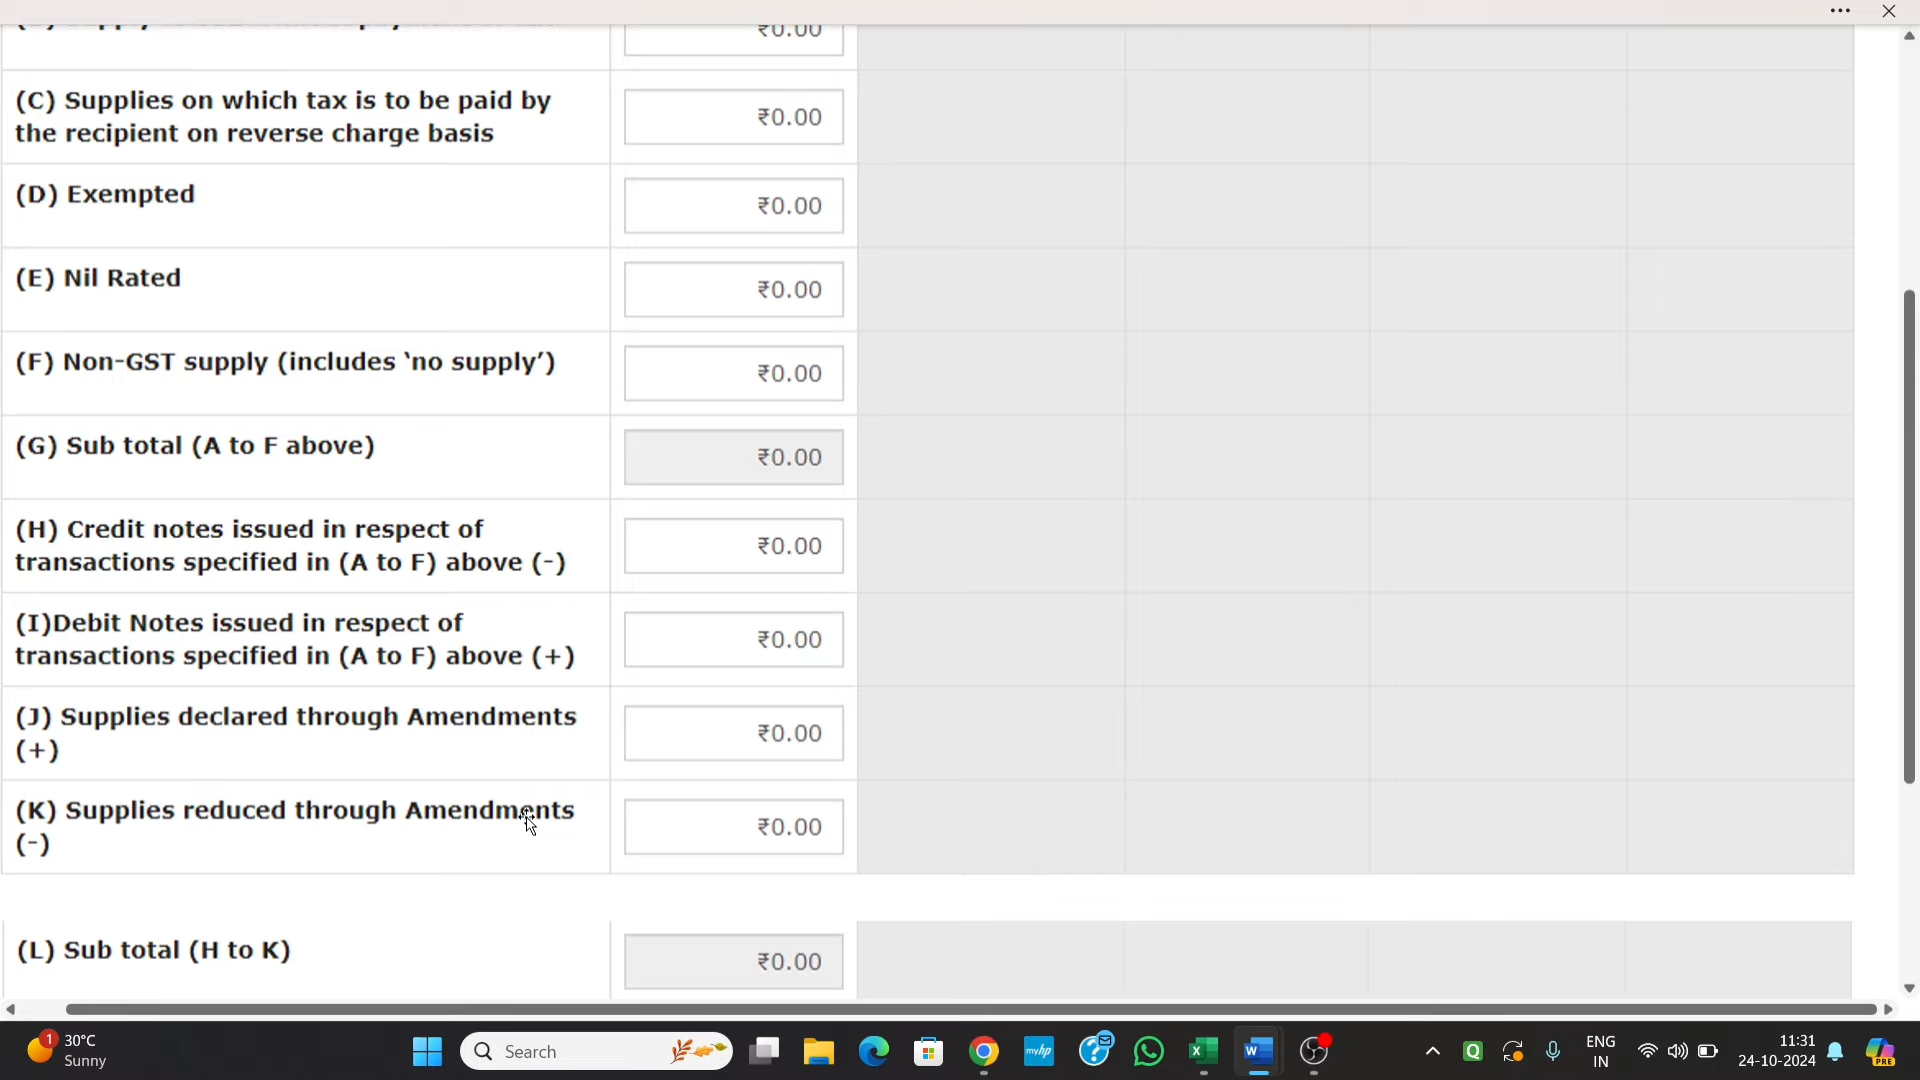 ₹0.00
(C) Supplies on which tax is to be paid by
the recipient on reverse charge basis
₹0.00
(D) Exempted
₹0.00
(E) Nil Rated
₹0.00
(F) Non-GST supply (includes ‘no supply’)
₹0.00
(G) Sub total (A to F above)
₹0.00
(H) Credit notes issued in respect of
transactions specified in (A to F) above (-)
₹0.00
(I)Debit Notes issued in respect of
transactions specified in (A to F) above (+)
₹0.00
(J) Supplies declared through Amendments
(+)
₹0.00
(K) Supplies reduced through Amendments
(-)
₹0.00
(L) Sub total (H to K)
₹0.00
1
30°C
Sunny
Search
myhp
ENG
IN
11:31
24-10-2024
PRE